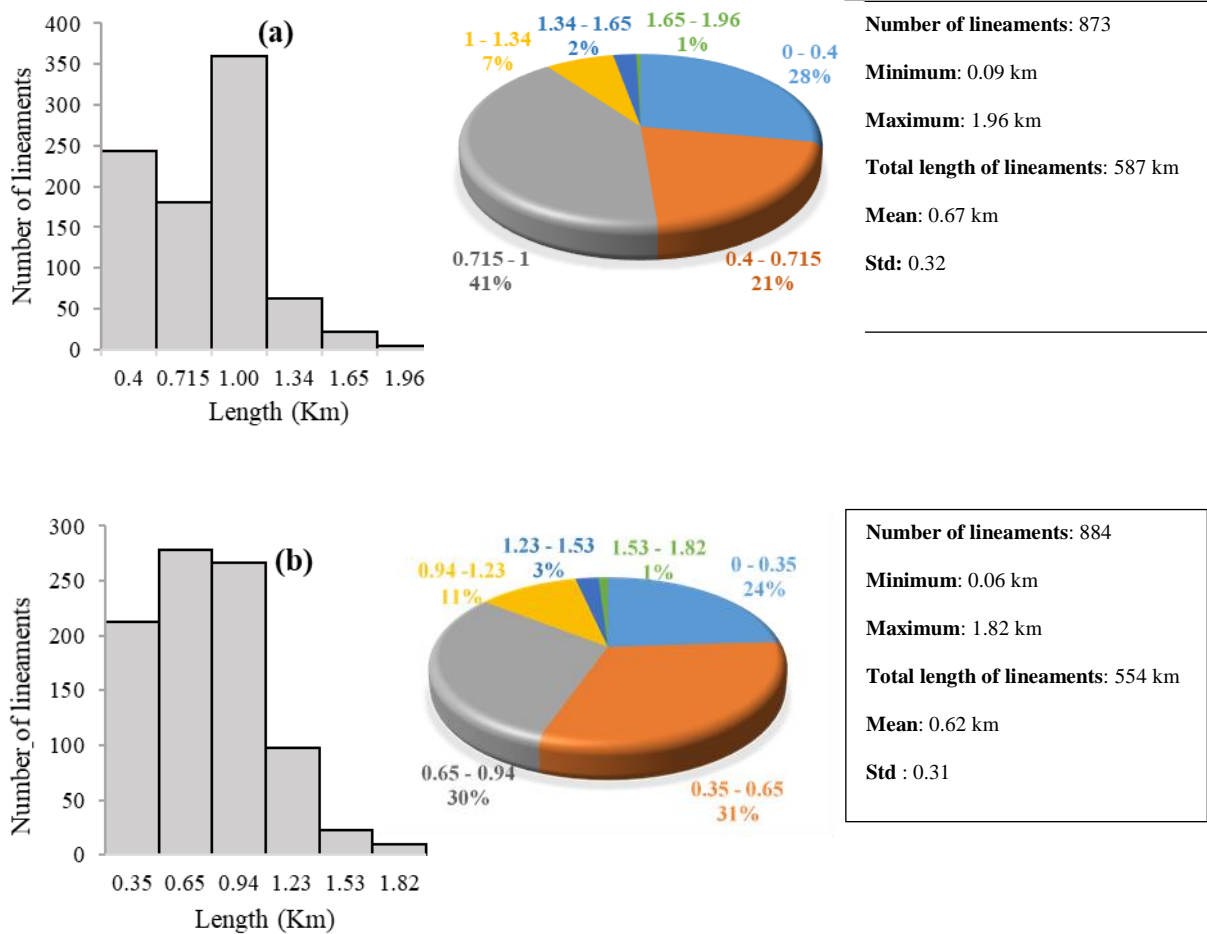 (a)
Number of lineaments
400
350
300
250
200
150
100
50
0
0.4 0.715 1.00 1.34 1.65 1.96
Length (Km)
1.34 - 1.65
2%
1.65 - 1.96
1%
1 - 1.34
7%
0 - 0.4
28%
0.715 - 1
41%
0.4 - 0.715
21%
Number of lineaments: 873
Minimum: 0.09 km
Maximum: 1.96 km
Total length of lineaments: 587 km
Mean: 0.67 km
Std: 0.32
(b)
Number_of lineaments
300
250
200
150
100
50
0
0.35 0.65 0.94 1.23 1.53 1.82
Length (Km)
1.23 - 1.53
3%
1.53 - 1.82
1%
0.94 -1.23
11%
0 - 0.35
24%
0.65 - 0.94
30%
0.35 - 0.65
31%
Number of lineaments: 884
Minimum: 0.06 km
Maximum: 1.82 km
Total length of lineaments: 554 km
Mean: 0.62 km
Std : 0.31